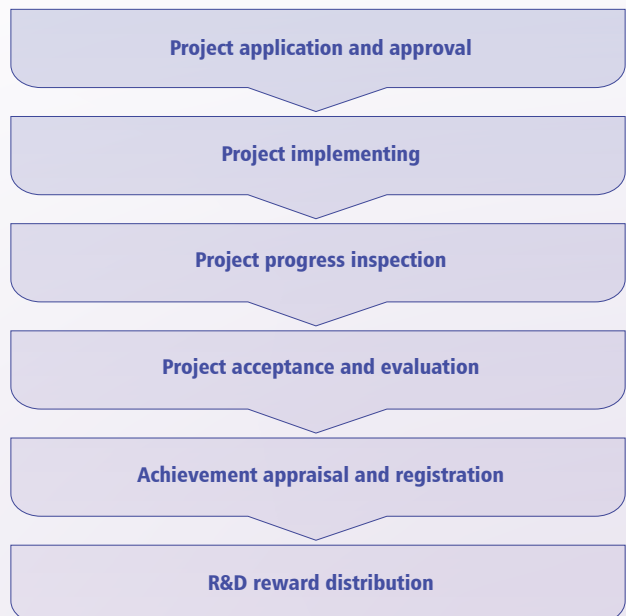 Project application and approval
Project implementing
Project progress inspection
Project acceptance and evaluation
Achievement appraisal and registration
R&D reward distribution